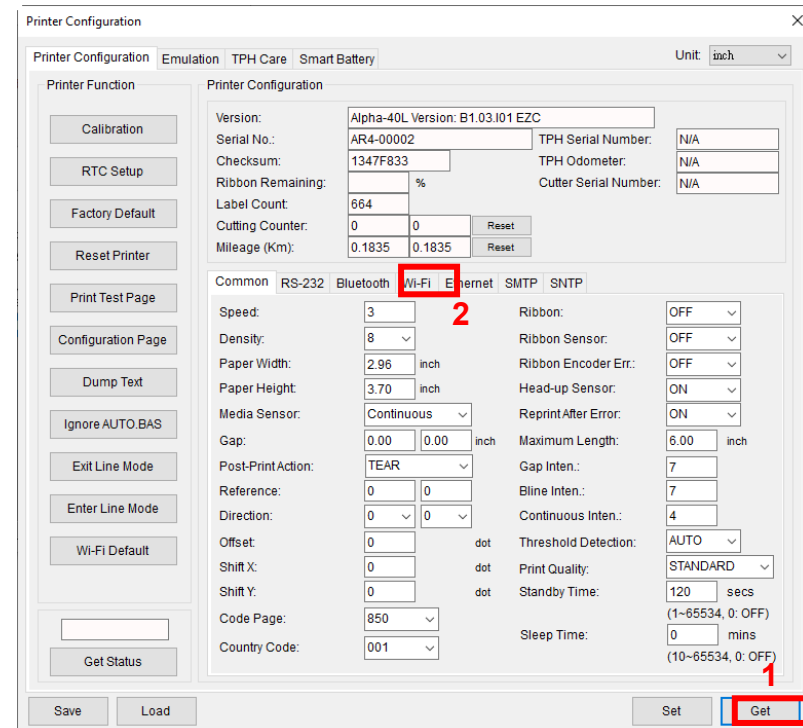 Printer Configuration
Printer Configuration Emulation TPH Care Smart Battery Unit: inch
Printer Function
Calibration
RTC Setup
Factory Default
Reset Printer
Print Test Page
Configuration Page
Dump Text
Ignore AUTO.BAS
Exit Line Mode
Enter Line Mode
Wi-Fi Default
Get Status
Printer Configuration
Version: Alpha-40L Version: B1.03.I01 EZC
Serial No.: AR4-00002 TPH Serial Number: N/A
Checksum: 1347F833 TPH Odometer: N/A
Ribbon Remaining: % Cutter Serial Number: N/A
Label Count: 664
Cutting Counter: 0 0 Reset
Mileage (Km): 0.1835 0.1835 Reset
Common RS-232 Bluetooth Wi-Fi Ethernet SMTP SNTP
2
Speed: 3 Ribbon: OFF
Density: 8 Ribbon Sensor: OFF
Paper Width: 2.96 inch Ribbon Encoder Err.: OFF
Paper Height: 3.70 inch Head-up Sensor: ON
Media Sensor: Continuous Reprint After Error: ON
Gap: 0.00 0.00 inch Maximum Length: 6.00 inch
Post-Print Action: TEAR Gap Inten.: 7
Reference: 0 0 Bline Inten.: 7
Direction: 0 0 Continuous Inten.: 4
Offset: 0 dot Threshold Detection: AUTO
Shift X: 0 dot Print Quality: STANDARD
Shift Y: 0 dot Standby Time: 120 secs
(1~65534, 0: OFF)
Code Page: 850
Country Code: 001 Sleep Time: 0 mins
(10~65534, 0: OFF)
1
Save Load Set Get